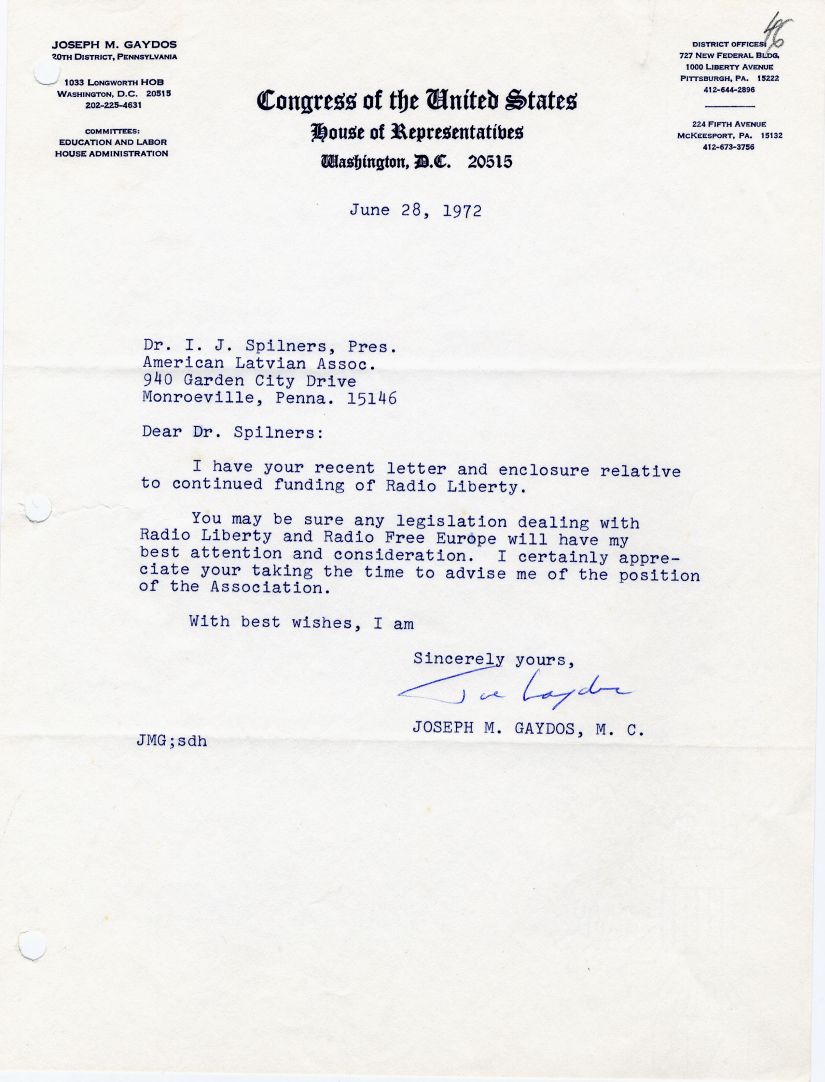 46
JOSEPH M. GAYDOS
20TH DISTRICT, PENNSYLVANIA
1033 LONGWORTH HOB
WASHINGTON, D.C. 20515
202-225-4631
COMMITTEES:
EDUCATION AND LABOR
HOUSE ADMINISTRATION
Congress of the United States
House of Representatives
Washington, D.C. 20515
DISTRICT OFFICES:
727 NEW FEDERAL BLDG.
1000 LIBERTY AVENUE
PITTSBURGH, PA. 15222
412-644-2896
224 FIFTH AVENUE
MCKEESPORT, PA. 15132
412-673-3756
June 28, 1972
Dr. I. J. Spilners, Pres.
American Latvian Assoc.
940 Garden City Drive
Monroeville, Penna. 15146
Dear Dr. Spilners:
I have your recent letter and enclosure relative
to continued funding of Radio Liberty.
You may be sure any legislation dealing with
Radio Liberty and Radio Free Europe will have my
best attention and consideration. I certainly appre-
ciate your taking the time to advise me of the position
of the Association.
With best wishes, I am
Sincerely yours,
Joe Gaydos
JOSEPH M. GAYDOS, M. C.
JMG;sdh